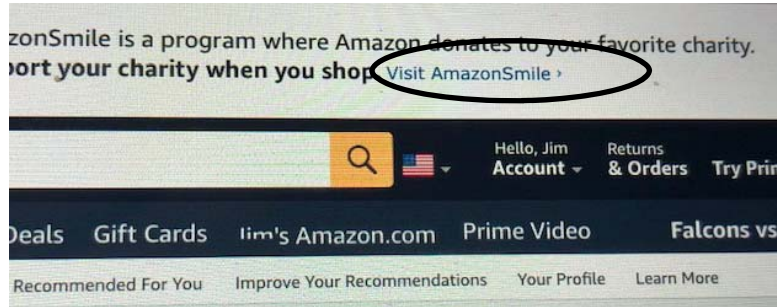 zonSmile is a program where Amazon donates to your favorite charity.
port your charity when you shop Visit AmazonSmile ›
Hello, Jim Returns
Account & Orders Try Prim
Deals Gift Cards Jim's Amazon.com Prime Video Falcons vs
Recommended For You Improve Your Recommendations Your Profile Learn More